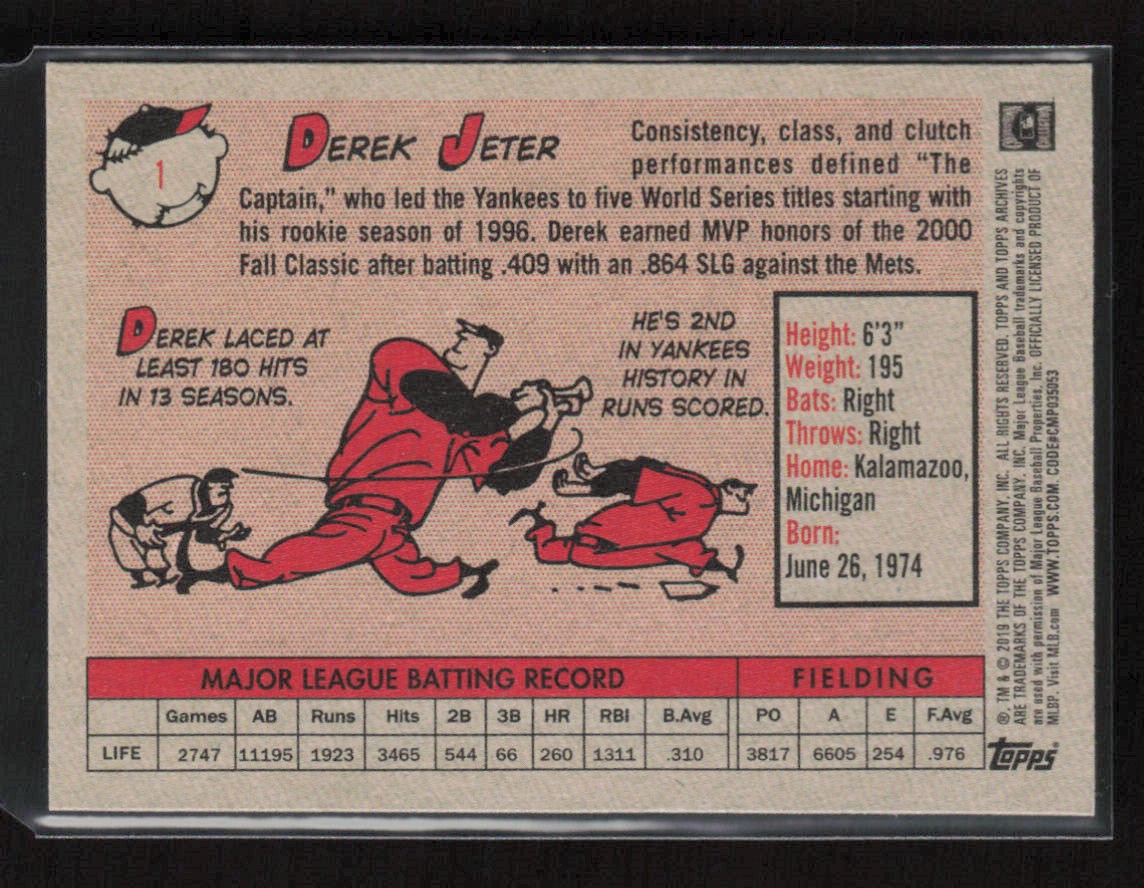 1
DEREK JETER
Consistency, class, and clutch
performances defined "The
Captain," who led the Yankees to five World Series titles starting with
his rookie season of 1996. Derek earned MVP honors of the 2000
Fall Classic after batting .409 with an .864 SLG against the Mets.
DEREK LACED AT
LEAST 180 HITS
IN 13 SEASONS.
HE'S 2ND
IN YANKEES
HISTORY IN
RUNS SCORED.
Height: 6'3"
Weight: 195
Bats: Right
Throws: Right
Home: Kalamazoo,
Michigan
Born:
June 26, 1974
MAJOR LEAGUE BATTING RECORD FIELDING
Games AB Runs Hits 2B 3B HR RBI B.Avg PO A E F.Avg
LIFE 2747 11195 1923 3465 544 66 260 1311 .310 3817 6605 254 .976
®, TM & © 2019 THE TOPPS COMPANY, INC. ALL RIGHTS RESERVED. TOPPS AND TOPPS ARCHIVES
ARE TRADEMARKS OF THE TOPPS COMPANY, INC. Major League Baseball trademarks and copyrights
are used with permission of Major League Baseball Properties, Inc. OFFICIALLY LICENSED PRODUCT OF
MLBP. Visit MLB.com WWW.TOPPS.COM. CODE#CMP035053
TOPPS®